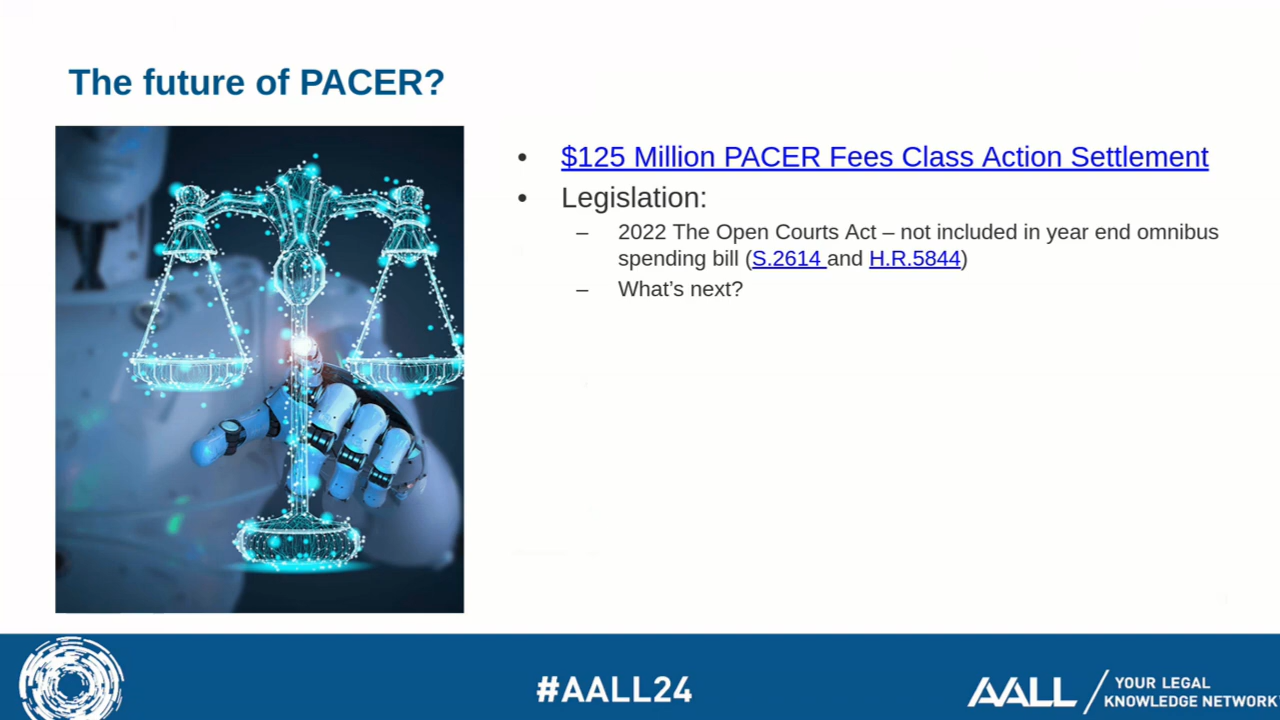 The future of PACER?
• $125 Million PACER Fees Class Action Settlement
• Legislation:
– 2022 The Open Courts Act – not included in year end omnibus
spending bill (S.2614 and H.R.5844)
– What’s next?
#AALL24
AALL
YOUR LEGAL
KNOWLEDGE NETWORK